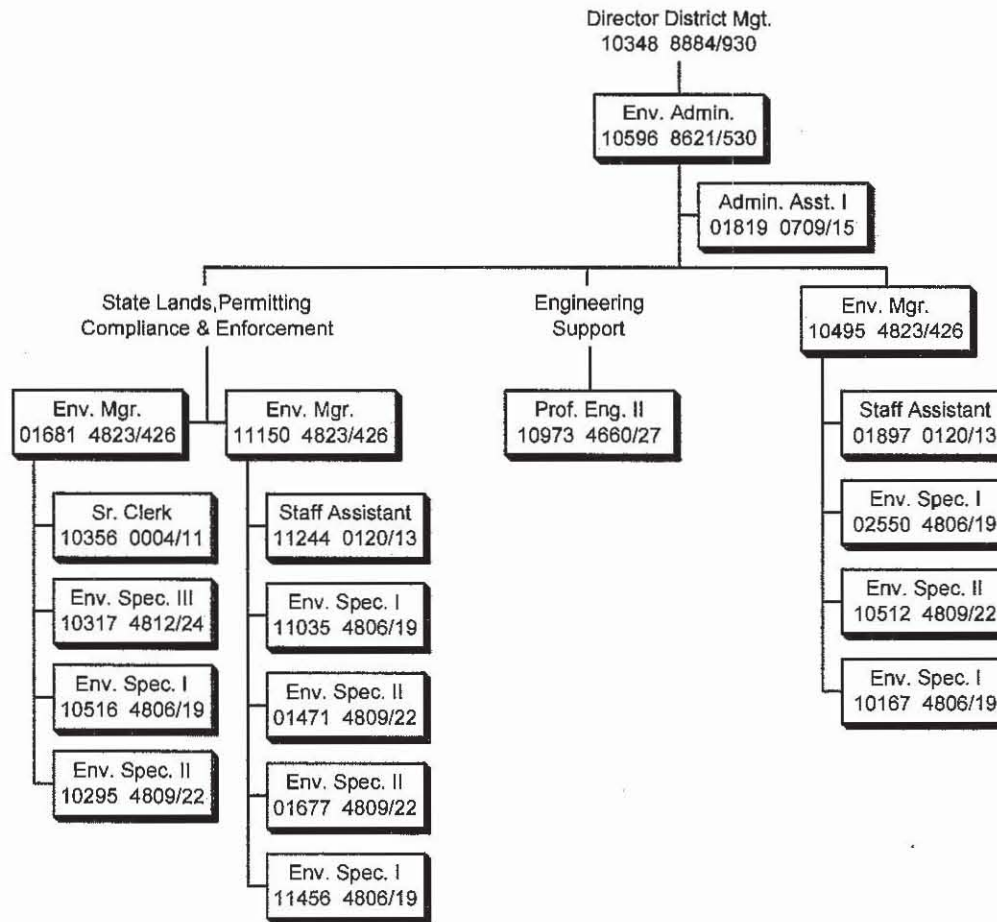 Director District Mgt.
10348 8884/930
Env. Admin.
10596 8621/530
Admin. Asst. I
01819 0709/15
State Lands,Permitting
Compliance & Enforcement
Engineering
Support
Env. Mgr.
10495 4823/426
Env. Mgr.
01681 4823/426
Env. Mgr.
11150 4823/426
Prof. Eng. II
10973 4660/27
Sr. Clerk
10356 0004/11
Env. Spec. III
10317 4812/24
Env. Spec. I
10516 4806/19
Env. Spec. II
10295 4809/22
Staff Assistant
11244 0120/13
Env. Spec. I
11035 4806/19
Env. Spec. II
01471 4809/22
Env. Spec. II
01677 4809/22
Env. Spec. I
11456 4806/19
Staff Assistant
01897 0120/13
Env. Spec. I
02550 4806/19
Env. Spec. II
10512 4809/22
Env. Spec. I
10167 4806/19